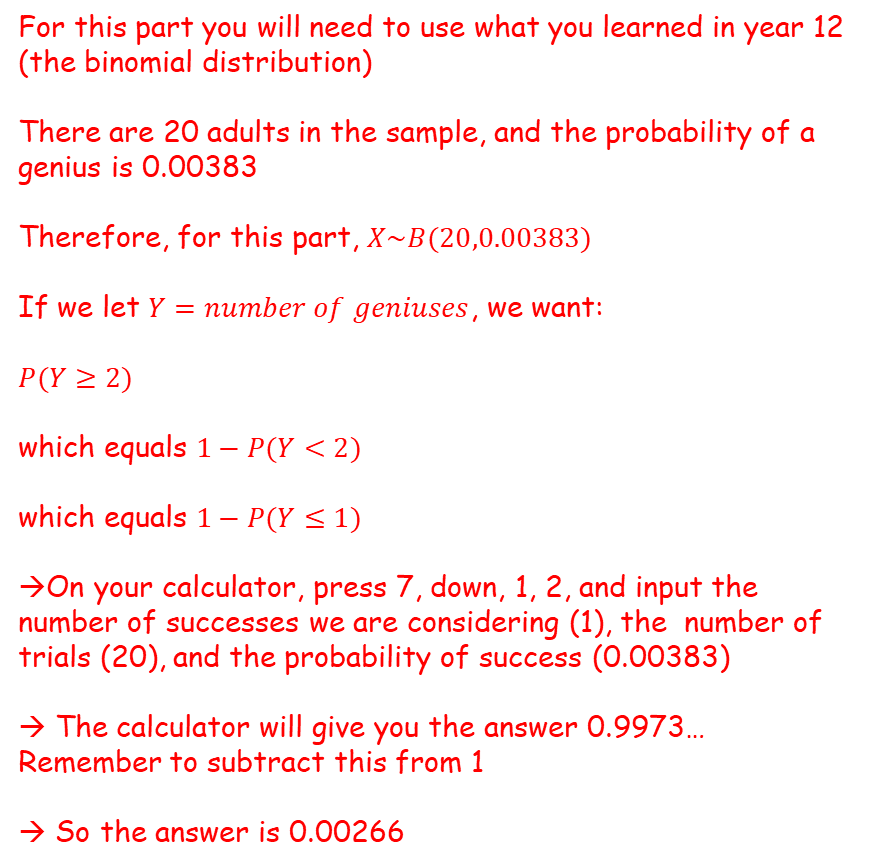 For this part you will need to use what you learned in year 12
(the binomial distribution)
There are 20 adults in the sample, and the probability of a
genius is 0.00383
Therefore, for this part, X~B(20,0.00383)
If we let Y = number of geniuses, we want:
P(Y ≥ 2)
which equals 1 − P(Y < 2)
which equals 1 − P(Y ≤ 1)
→On your calculator, press 7, down, 1, 2, and input the
number of successes we are considering (1), the number of
trials (20), and the probability of success (0.00383)
→ The calculator will give you the answer 0.9973…
Remember to subtract this from 1
→ So the answer is 0.00266